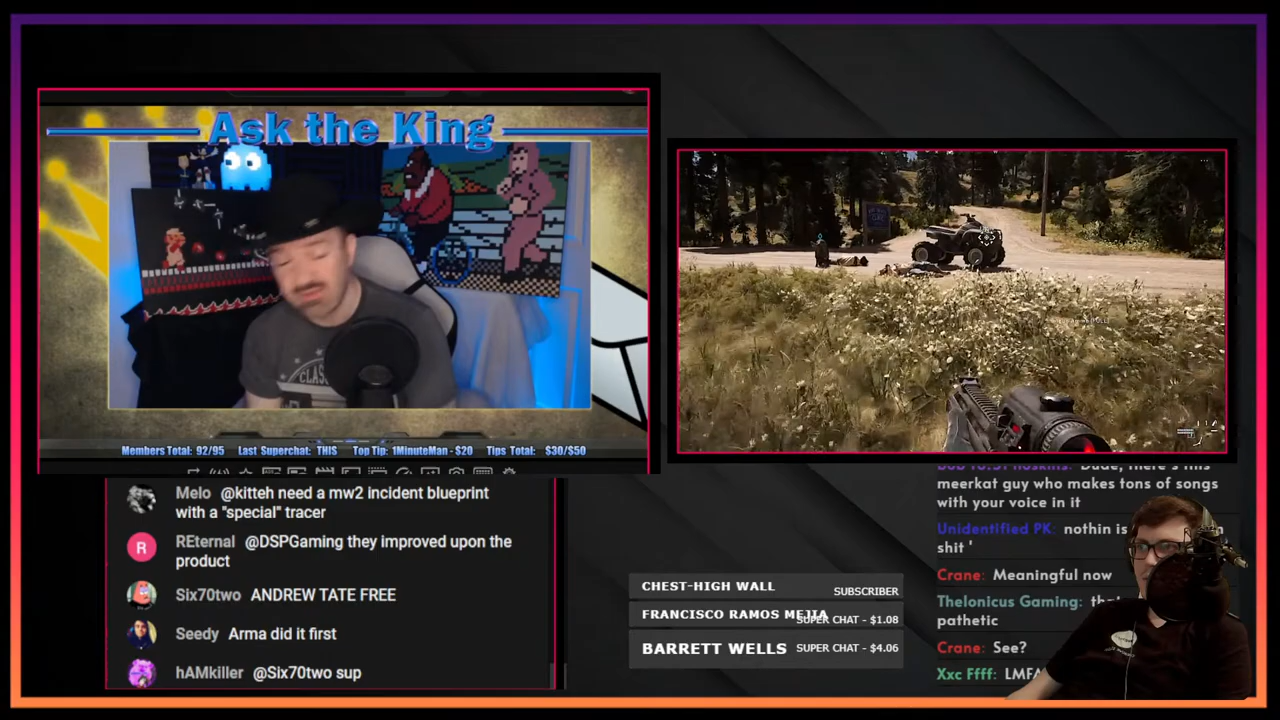 Ask the King
Members Total: 92/95 Last Superchat: THIS Top Tip: 1MinuteMan - $20 Tips Total: $30/$50
Melo @kitteh need a mw2 incident blueprint
with a "special" tracer
REternal @DSPGaming they improved upon the
R
product
Six70two ANDREW TATE FREE
Seedy Arma did it first
hAMkiller @Six70two sup
CHEST-HIGH WALL SUBSCRIBER
FRANCISCO RAMOS MEJIA SUPER CHAT - $1.08
BARRETT WELLS SUPER CHAT - $4.06
Dude, there's this
meerkat guy who makes tons of songs
with your voice in it
Unidentified PK: nothin is
shit '
Crane: Meaningful now
Thelonicus Gaming:
pathetic
Crane: See?
Xxc Ffff: